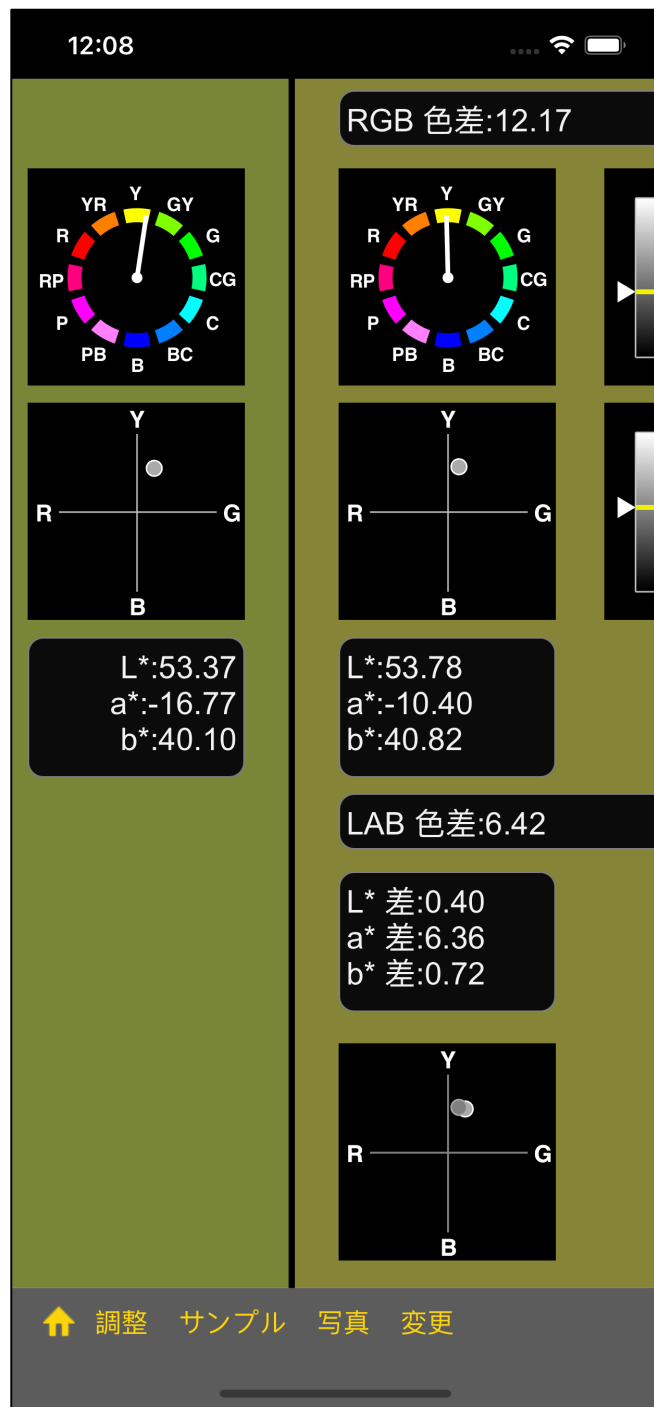 12:08
RGB 色差:12.17
Y
YR
GY
R
G
RP
CG
P
C
PB
BC
B
Y
YR
GY
R
G
RP
CG
P
C
PB
BC
B
Y
R
G
B
Y
R
G
B
L*:53.37
a*:-16.77
b*:40.10
L*:53.78
a*:-10.40
b*:40.82
LAB 色差:6.42
L* 差:0.40
a* 差:6.36
b* 差:0.72
Y
R
G
B
調整 サンプル 写真 変更